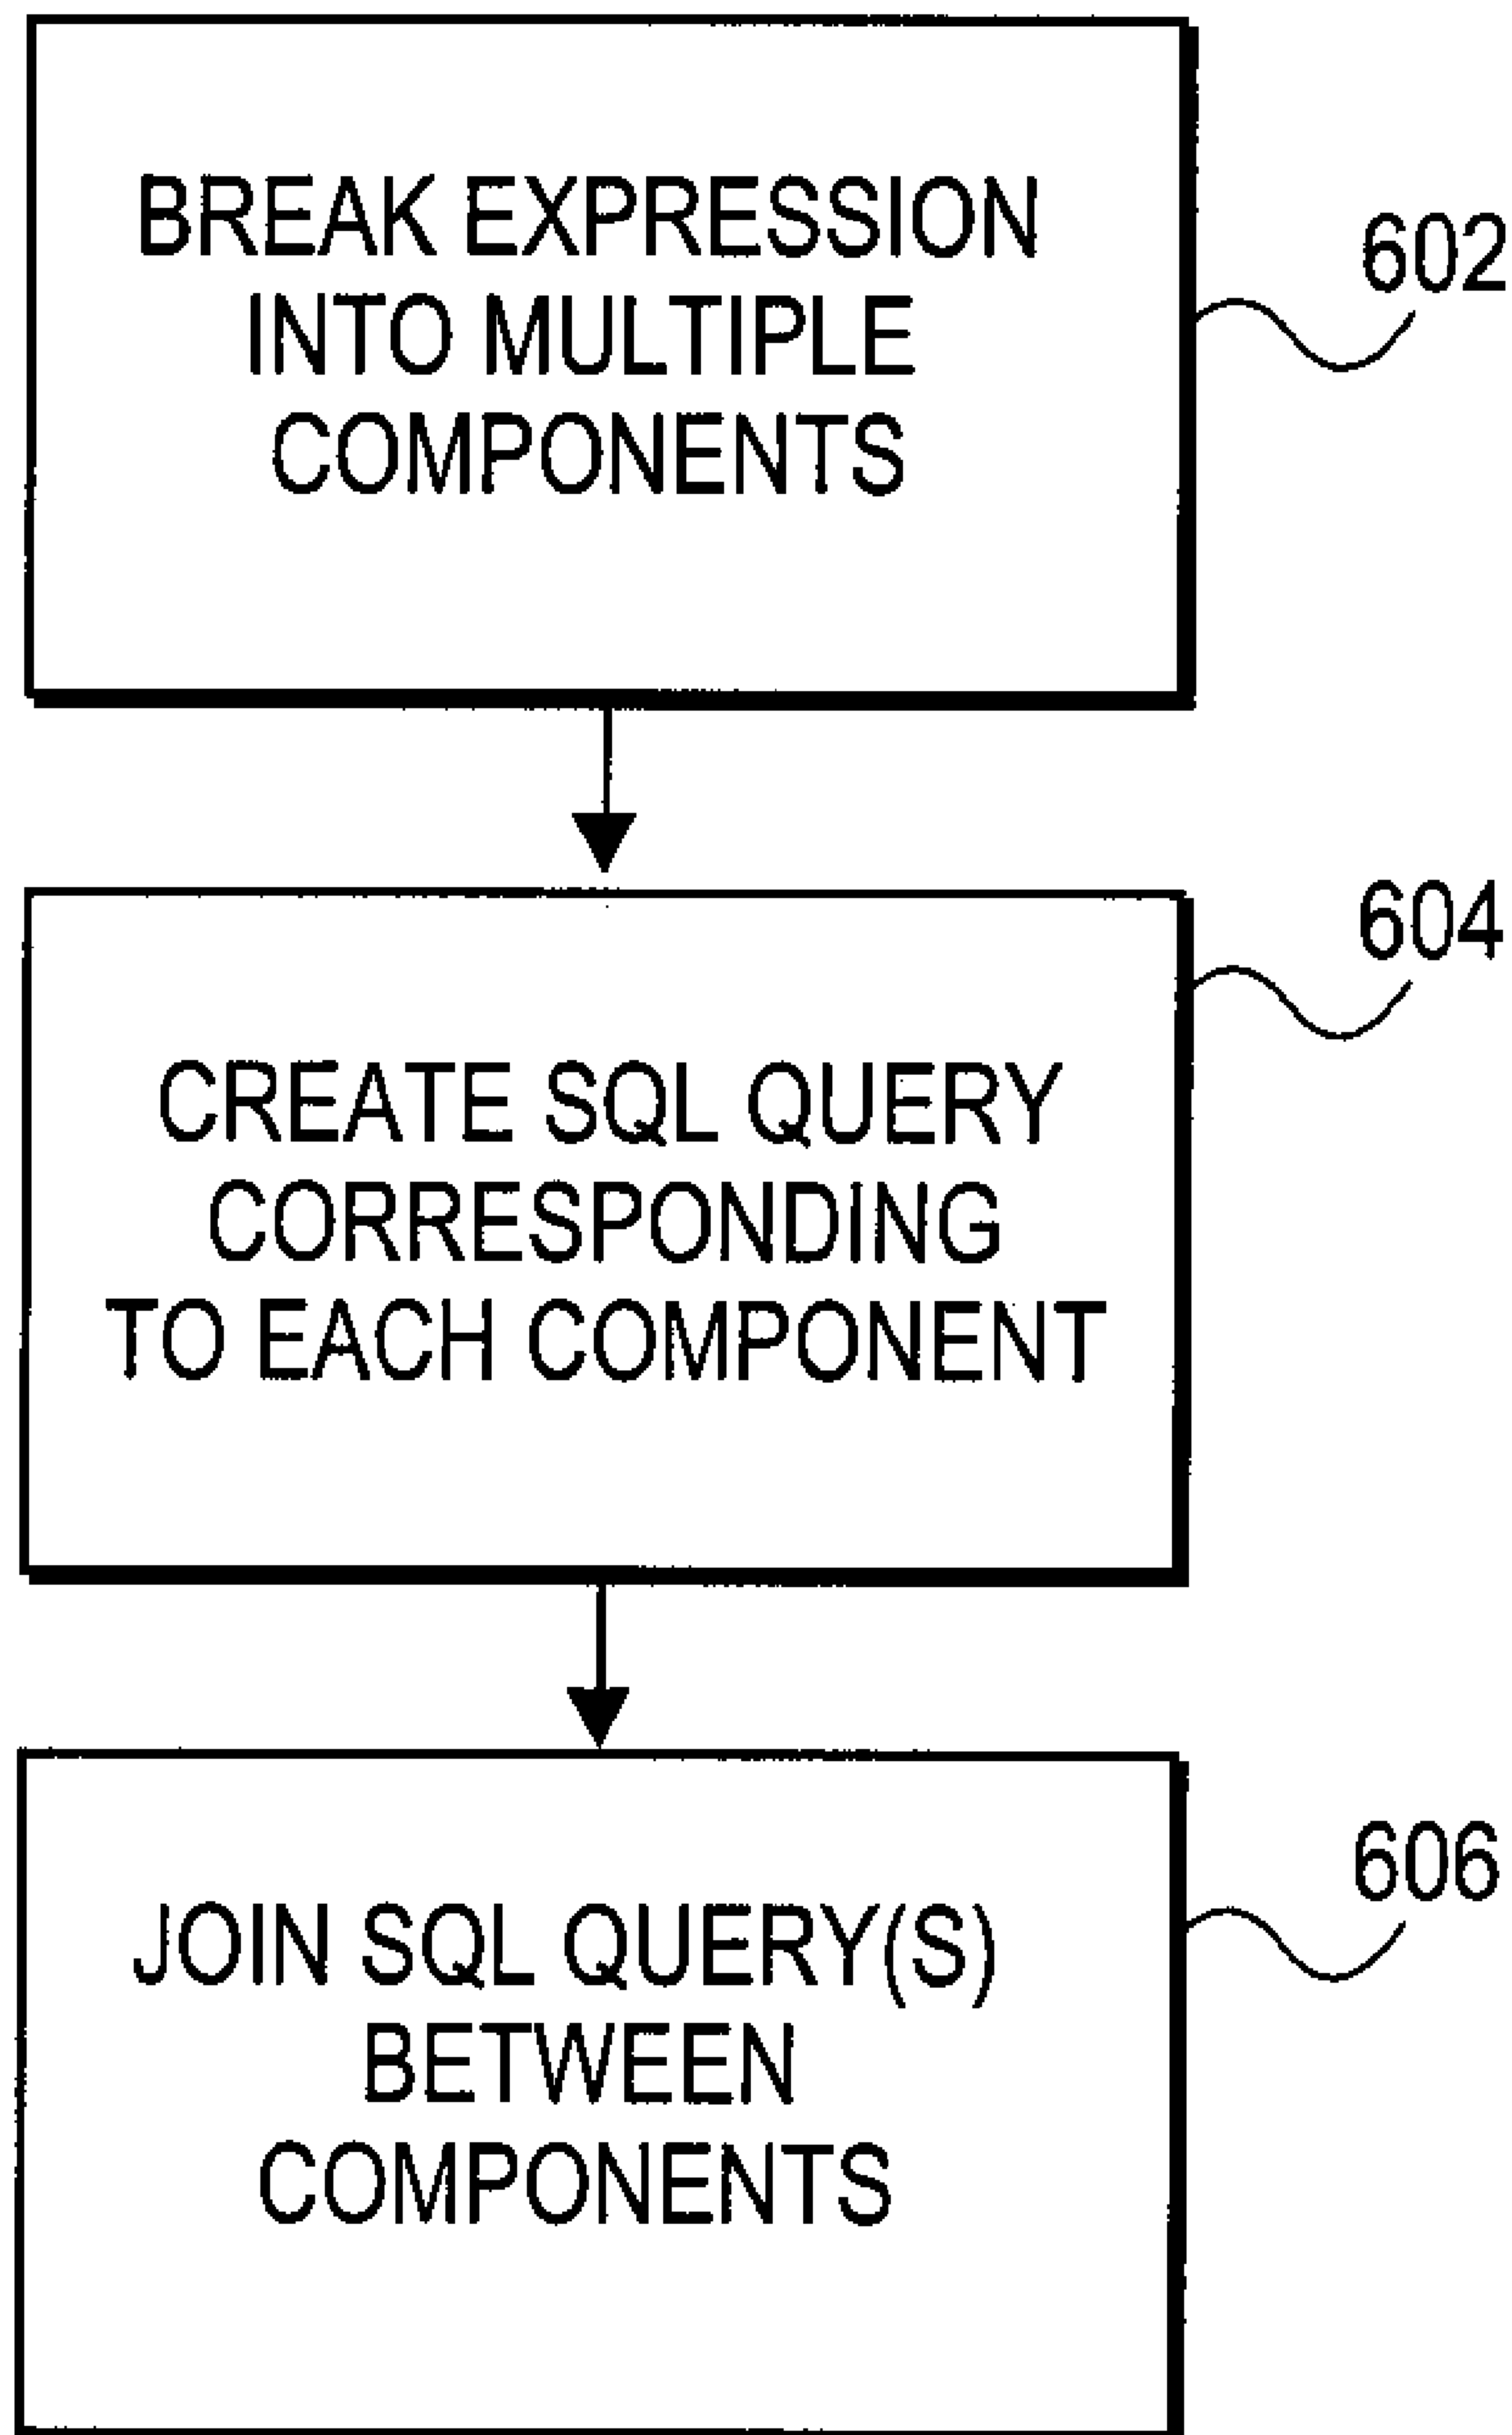 BREAK EXPRESSION
INTO MULTIPLE
COMPONENTS
602
CREATE SQL QUERY
CORRESPONDING
TO EACH COMPONENT
604
JOIN SQL QUERY(S)
BETWEEN
COMPONENTS
606